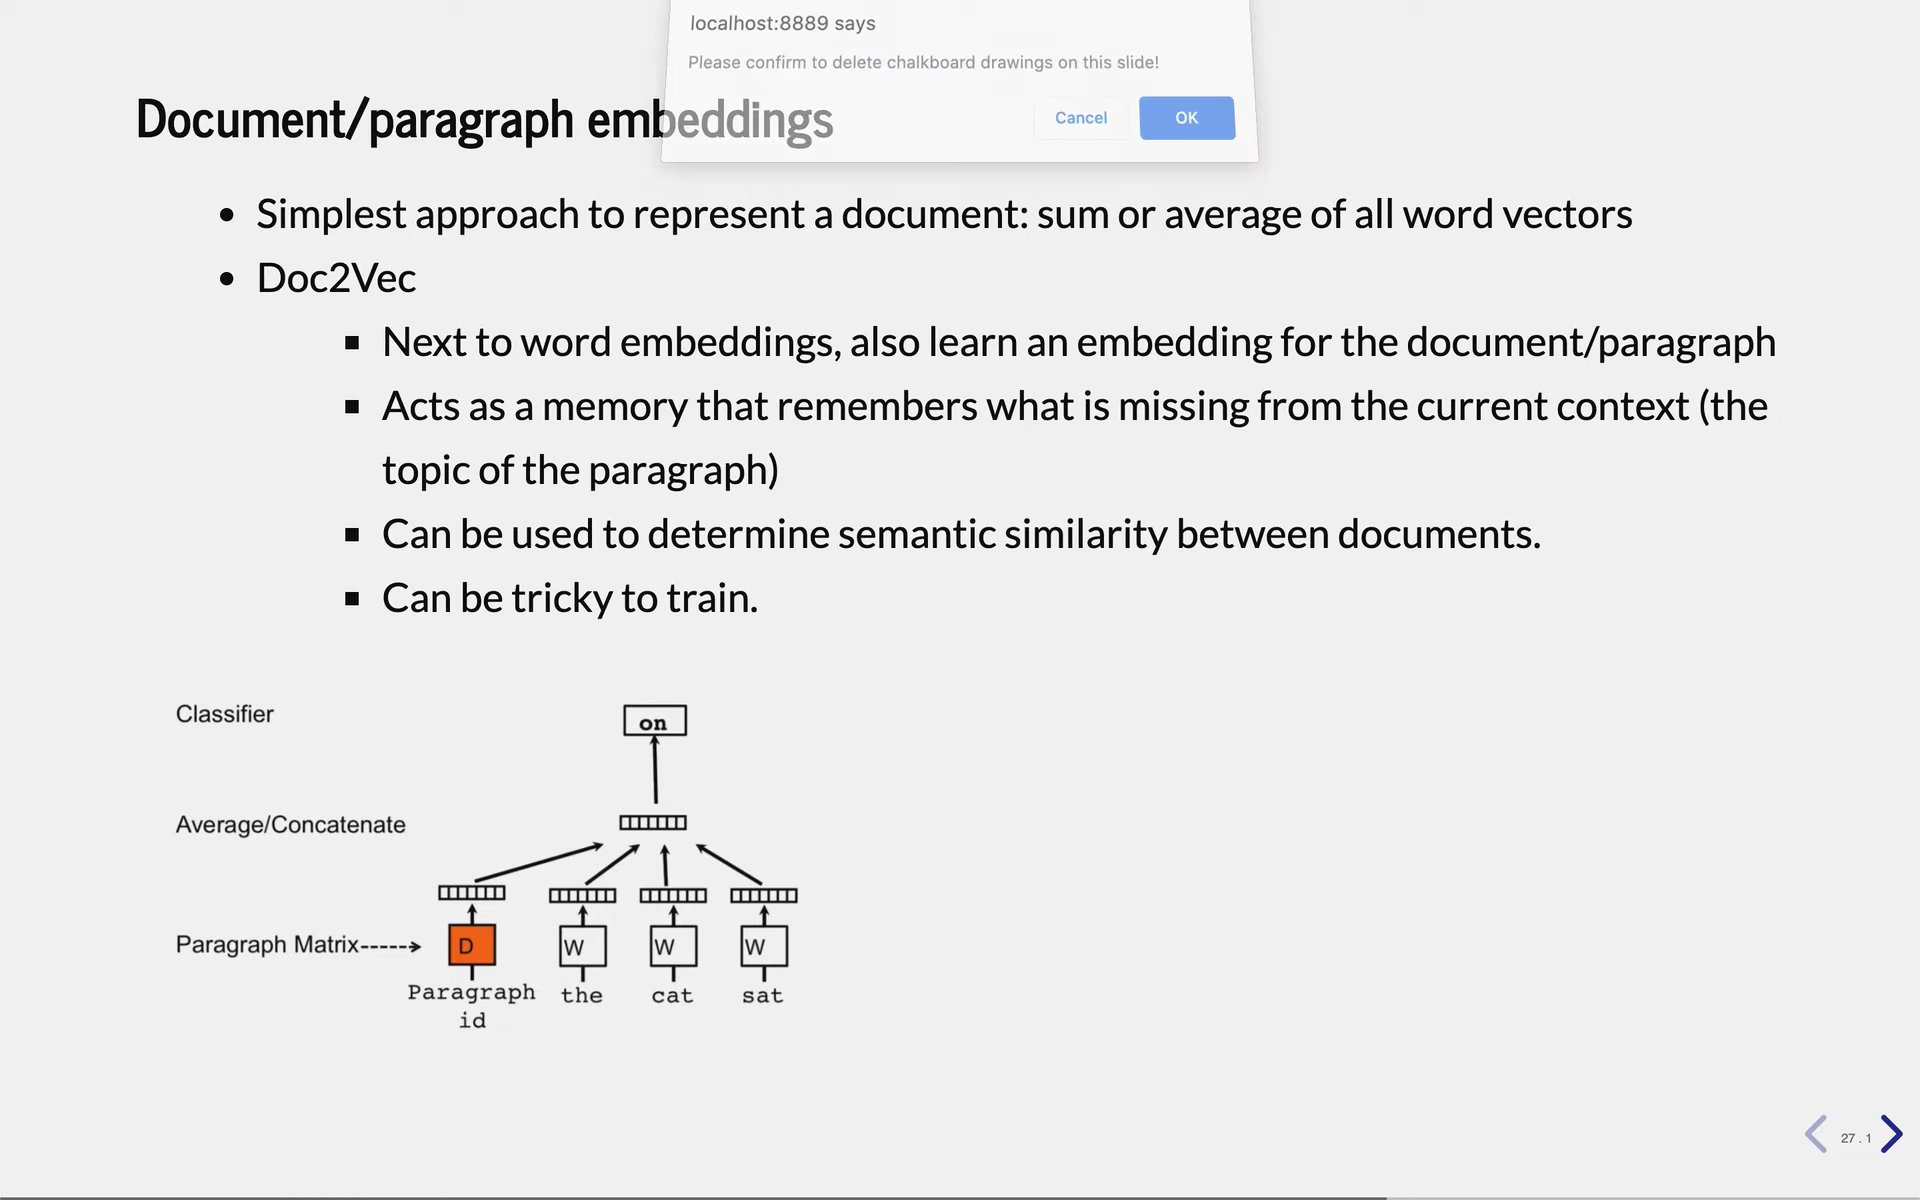 localhost:8889 says
Please confirm to delete chalkboard drawings on this slide!
Cancel OK
Document/paragraph embeddings
Simplest approach to represent a document: sum or average of all word vectors
Doc2Vec
Next to word embeddings, also learn an embedding for the document/paragraph
Acts as a memory that remembers what is missing from the current context (the
topic of the paragraph)
Can be used to determine semantic similarity between documents.
Can be tricky to train.
Classifier
on
Average/Concatenate
Paragraph Matrix
D W W W
Paragraph the cat sat
id
27 . 1